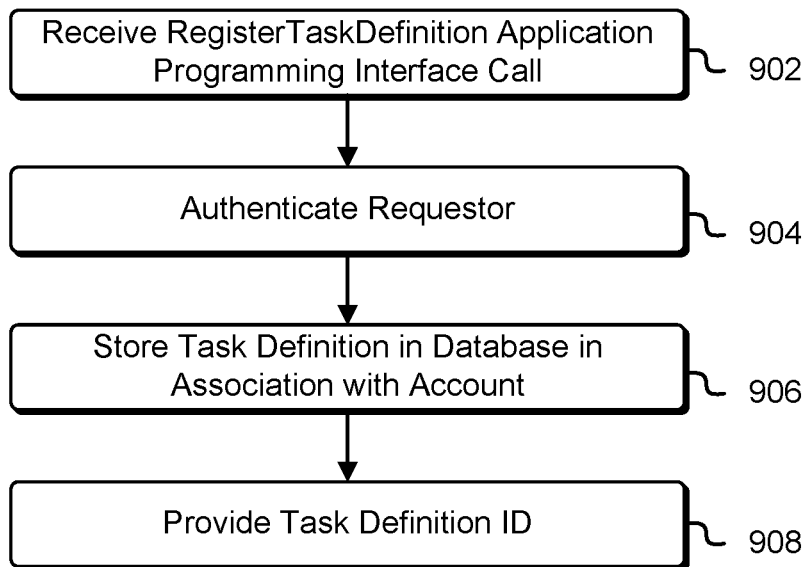 Receive RegisterTaskDefinition Application
Programming Interface Call
902
Authenticate Requestor
904
Store Task Definition in Database in
Association with Account
906
Provide Task Definition ID
908